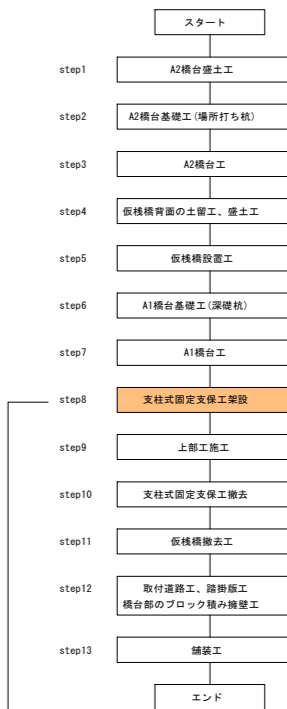 スタート
step1 A2橋台盛土工
step2 A2橋台基礎工(場所打ち杭)
step3 A2橋台工
step4 仮桟橋背面の土留工、盛土工
step5 仮桟橋設置工
step6 A1橋台基礎工(深礎杭)
step7 A1橋台工
step8 支柱式固定支保工架設
step9 上部工施工
step10 支柱式固定支保工撤去
step11 仮桟橋撤去工
step12 取付道路工、踏掛版工
橋台部のブロック積み擁壁工
step13 舗装工
エンド